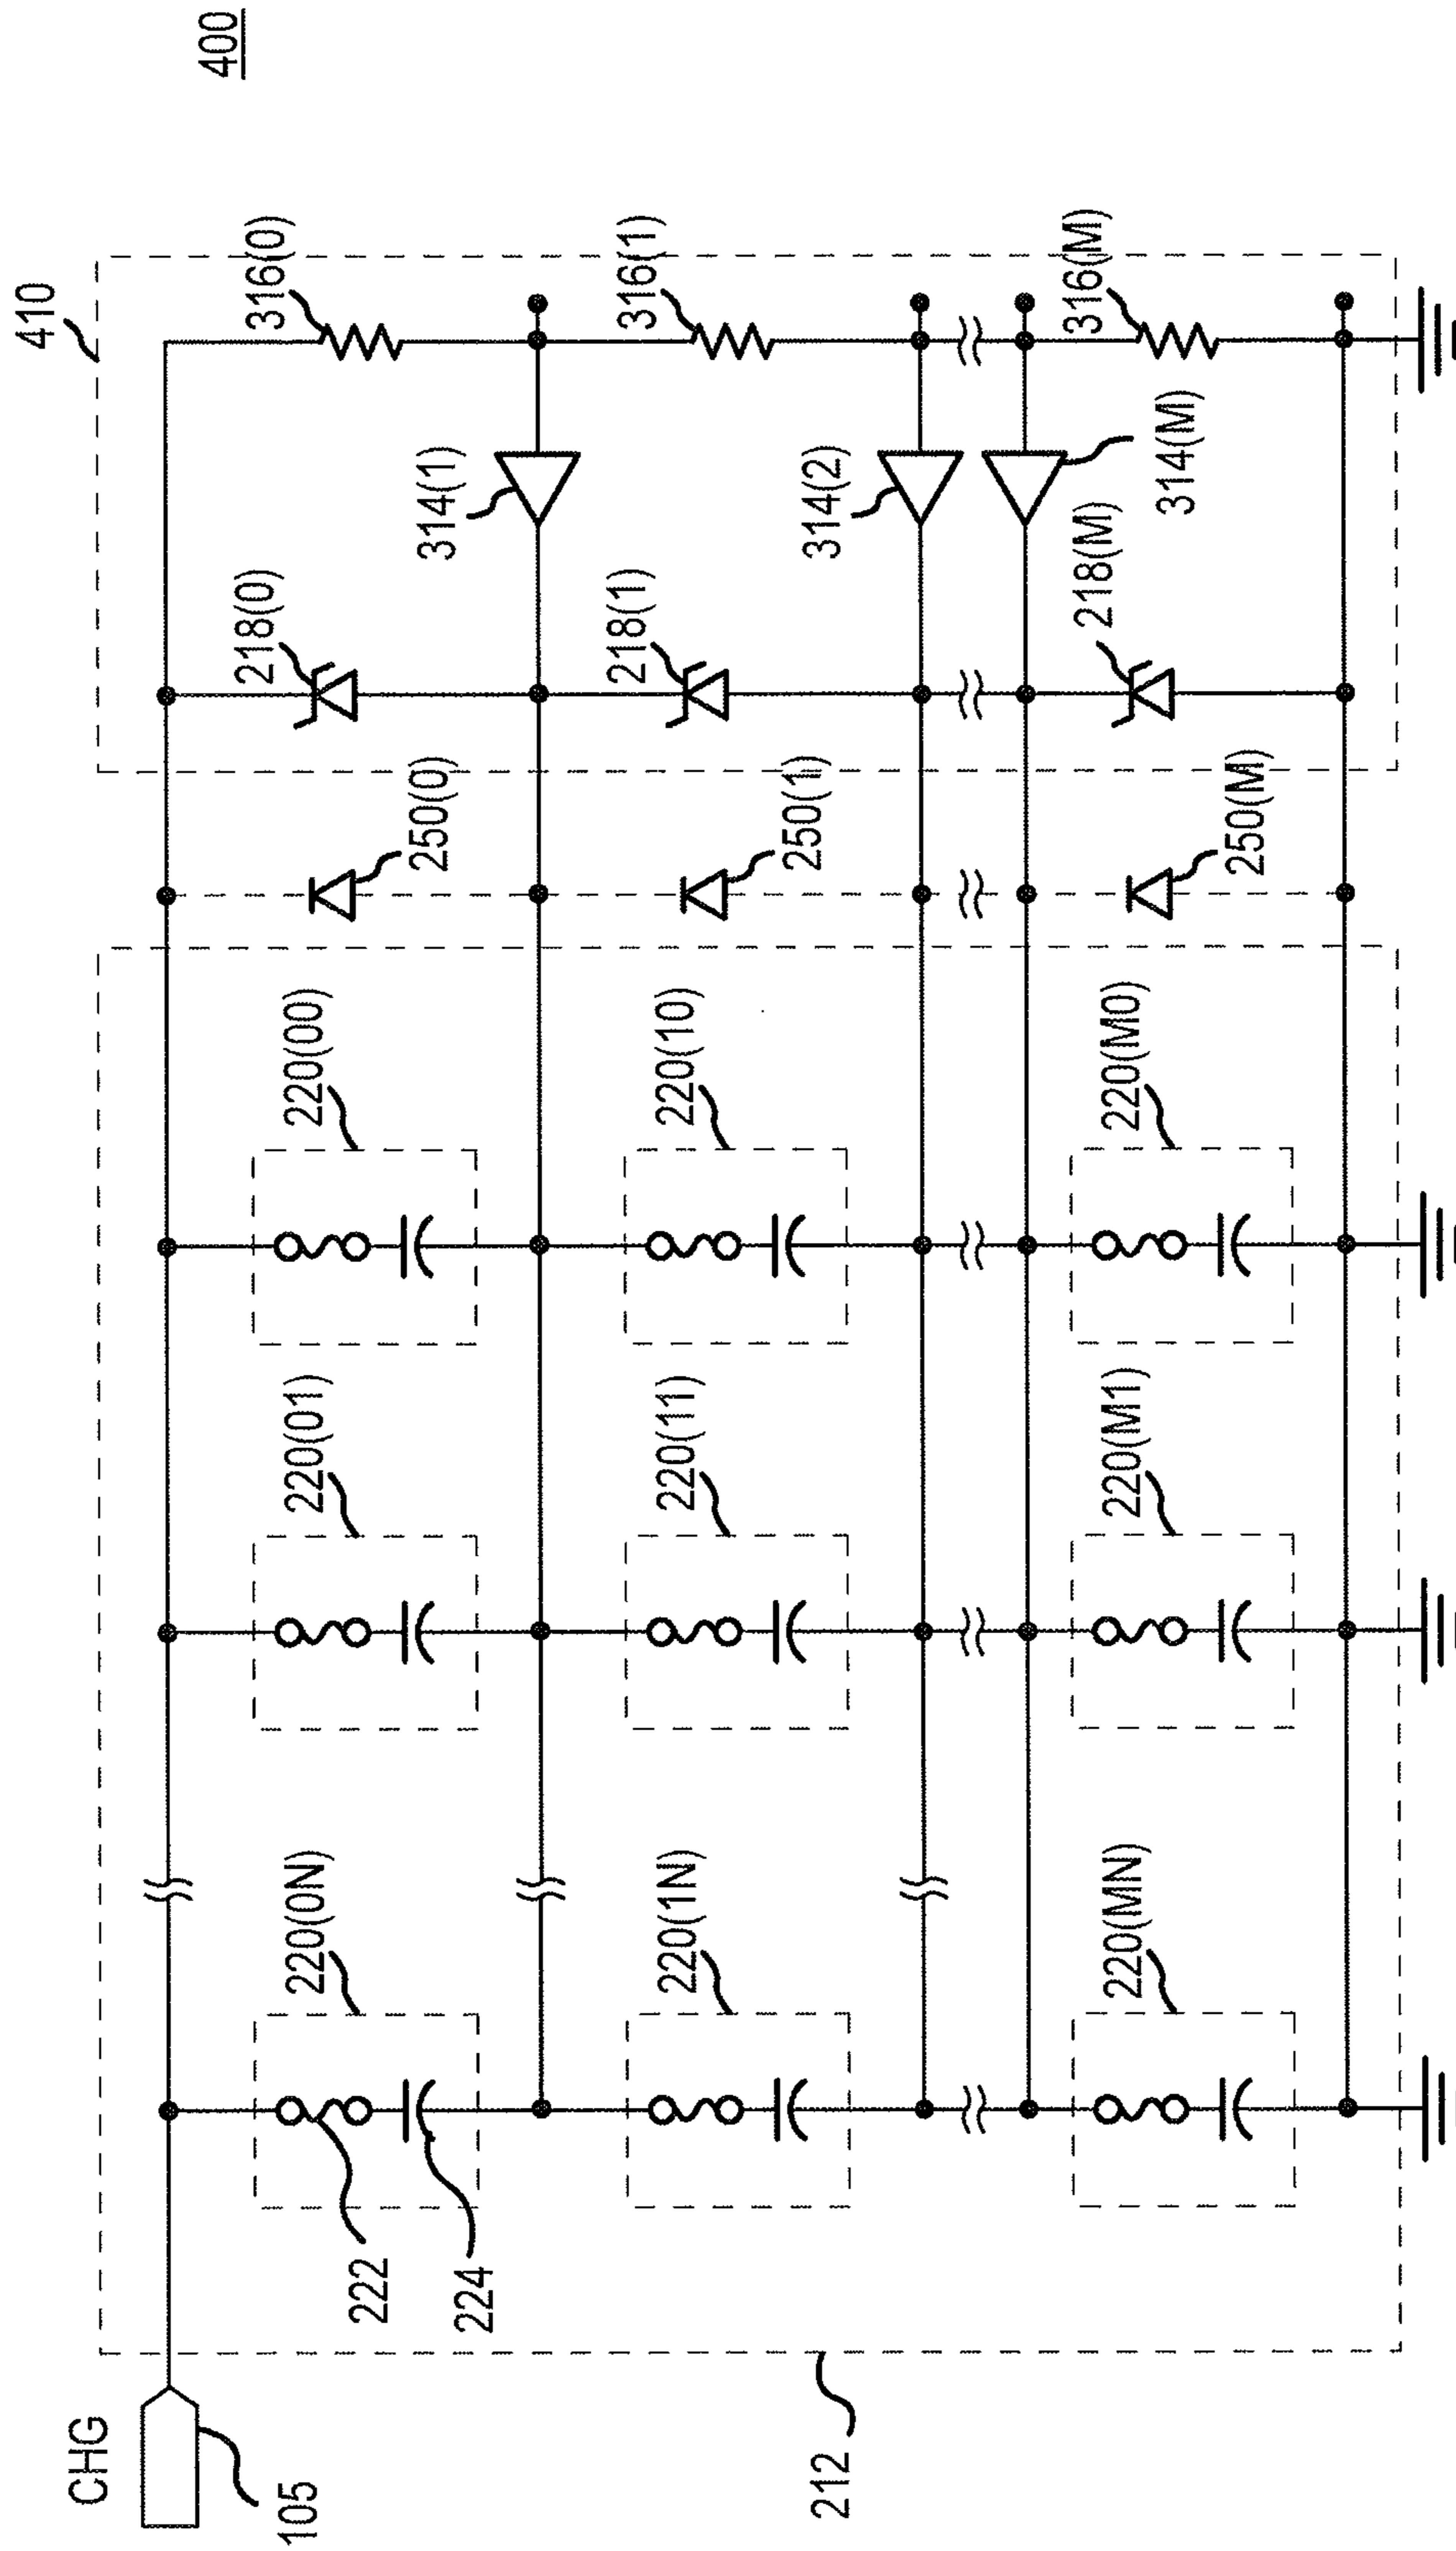 400
CHG
105
212
410
220(0N)
220(01)
220(00)
250(0)
218(0)
316(0)
222
224
314(1)
220(1N)
220(11)
220(10)
250(1)
218(1)
316(1)
314(2)
220(MN)
220(M1)
220(M0)
250(M)
218(M)
316(M)
314(M)